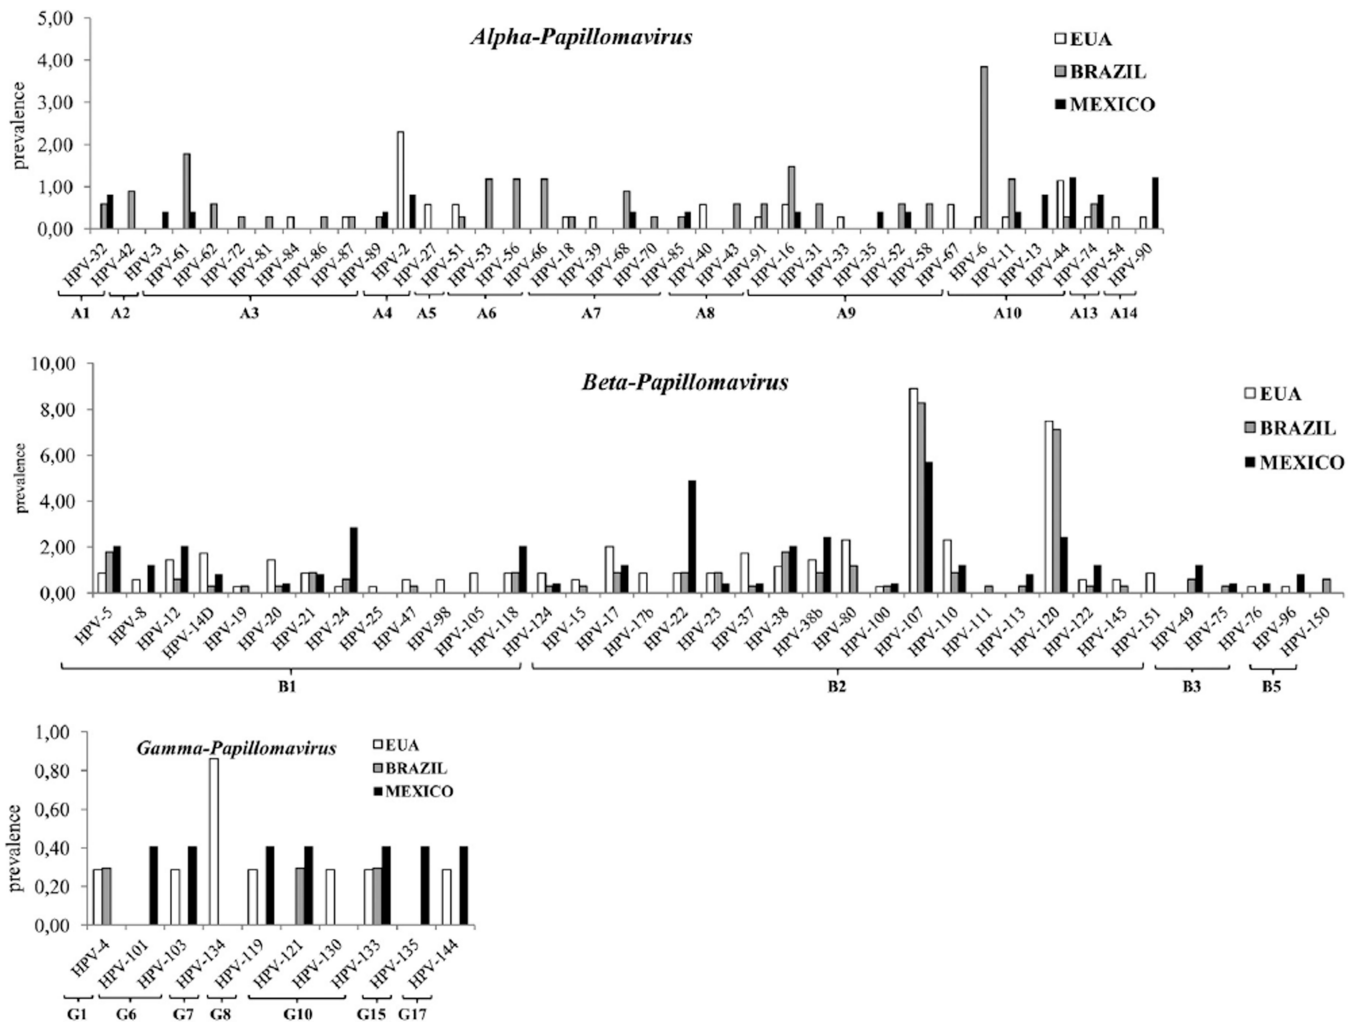 5,00
Alpha-Papillomavirus
EUA
4,00
BRAZIL
MEXICO
3,00
2,00
1,00
0,00
prevalence
HPV-32 HPV-42 HPV-3 HPV-61 HPV-62 HPV-72 HPV-81 HPV-84 HPV-86 HPV-87 HPV-89 HPV-2 HPV-27 HPV-51 HPV-53 HPV-56 HPV-66 HPV-18 HPV-39 HPV-68 HPV-70 HPV-85 HPV-40 HPV-43 HPV-91 HPV-16 HPV-31 HPV-33 HPV-35 HPV-52 HPV-58 HPV-67 HPV-6 HPV-11 HPV-13 HPV-44 HPV-74 HPV-54 HPV-90
A1 A2 A3 A4 A5 A6 A7 A8 A9 A10 A13 A14
10,00
Beta-Papillomavirus
EUA
8,00
BRAZIL
6,00
MEXICO
4,00
2,00
0,00
prevalence
HPV-5 HPV-8 HPV-12 HPV-14D HPV-19 HPV-20 HPV-21 HPV-24 HPV-25 HPV-47 HPV-98 HPV-105 HPV-118 HPV-124 HPV-15 HPV-17 HPV-17b HPV-22 HPV-23 HPV-37 HPV-38 HPV-38b HPV-80 HPV-100 HPV-107 HPV-110 HPV-111 HPV-113 HPV-120 HPV-122 HPV-145 HPV-151 HPV-49 HPV-75 HPV-76 HPV-96 HPV-150
B1 B2 B3 B5
1,00
Gamma-Papillomavirus
EUA
0,80
BRAZIL
MEXICO
0,60
0,40
0,20
0,00
prevalence
HPV-4 HPV-101 HPV-103 HPV-134 HPV-119 HPV-121 HPV-130 HPV-133 HPV-135 HPV-144
G1 G6 G7 G8 G10 G15 G17